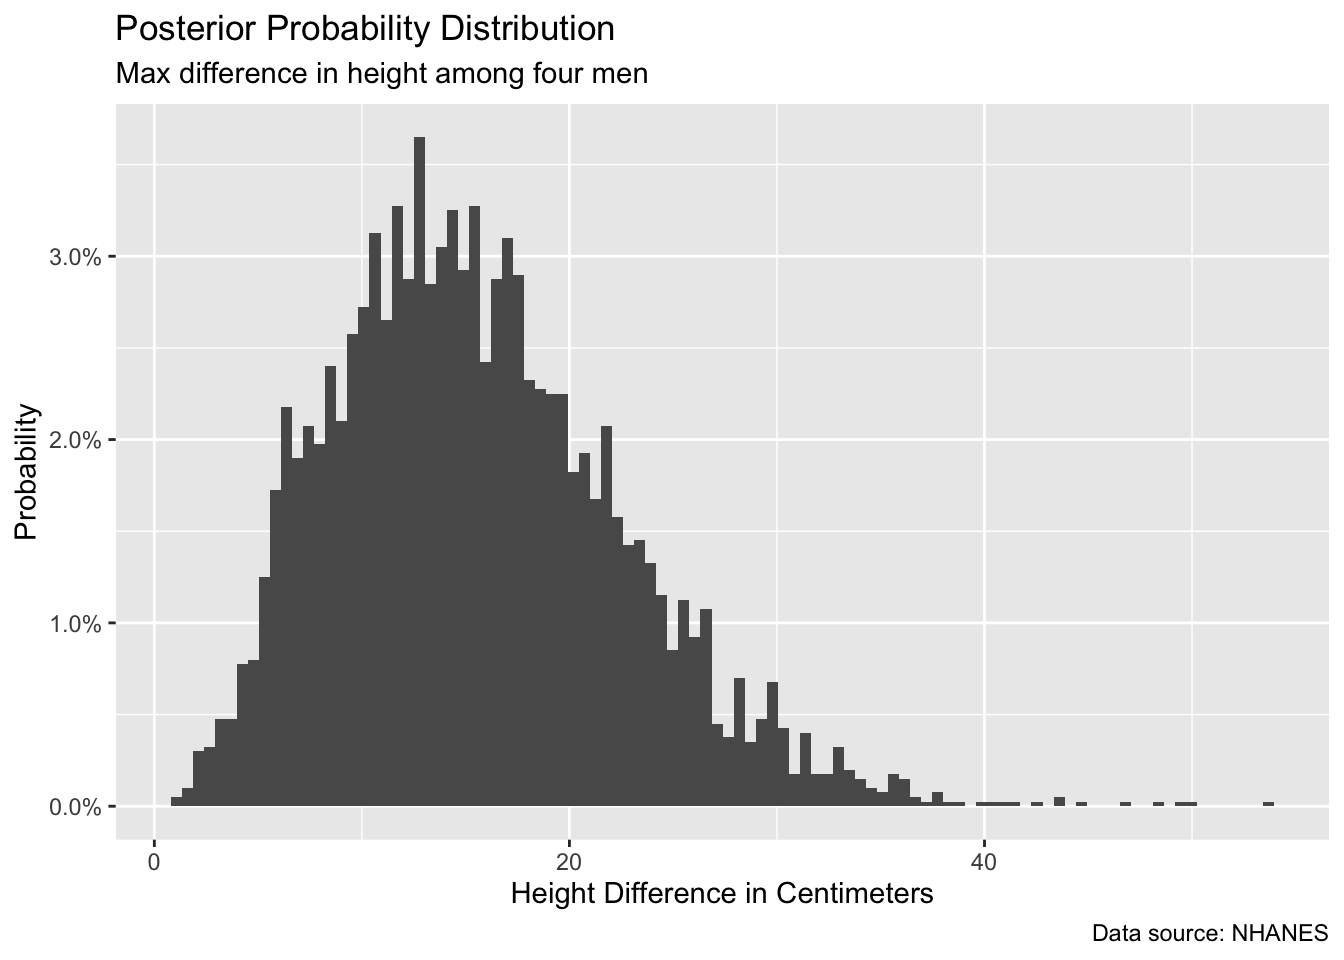 Posterior Probability Distribution
Max difference in height among four men
Probability
3.0%
2.0%
1.0%
0.0%
0
20
40
Height Difference in Centimeters
Data source: NHANES